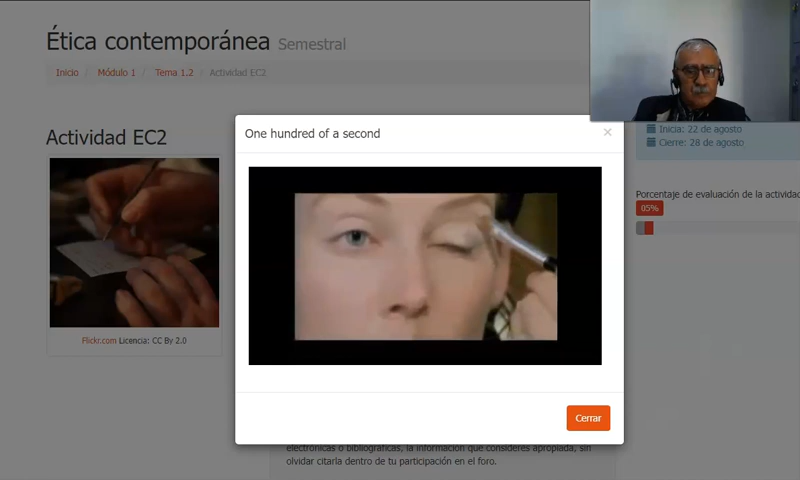 Ética contemporánea Semestral
Inicio / Módulo 1 / Tema 1.2 / Actividad EC2
Actividad EC2
One hundred of a second
×
Inicia: 22 de agosto
Cierre: 28 de agosto
Porcentaje de evaluación de la actividad
05%
Flickr.com Licencia: CC By 2.0
Cerrar
electrónicas o bibliográficas, la información que consideres apropiada, sin
olvidar citarla dentro de tu participación en el foro.